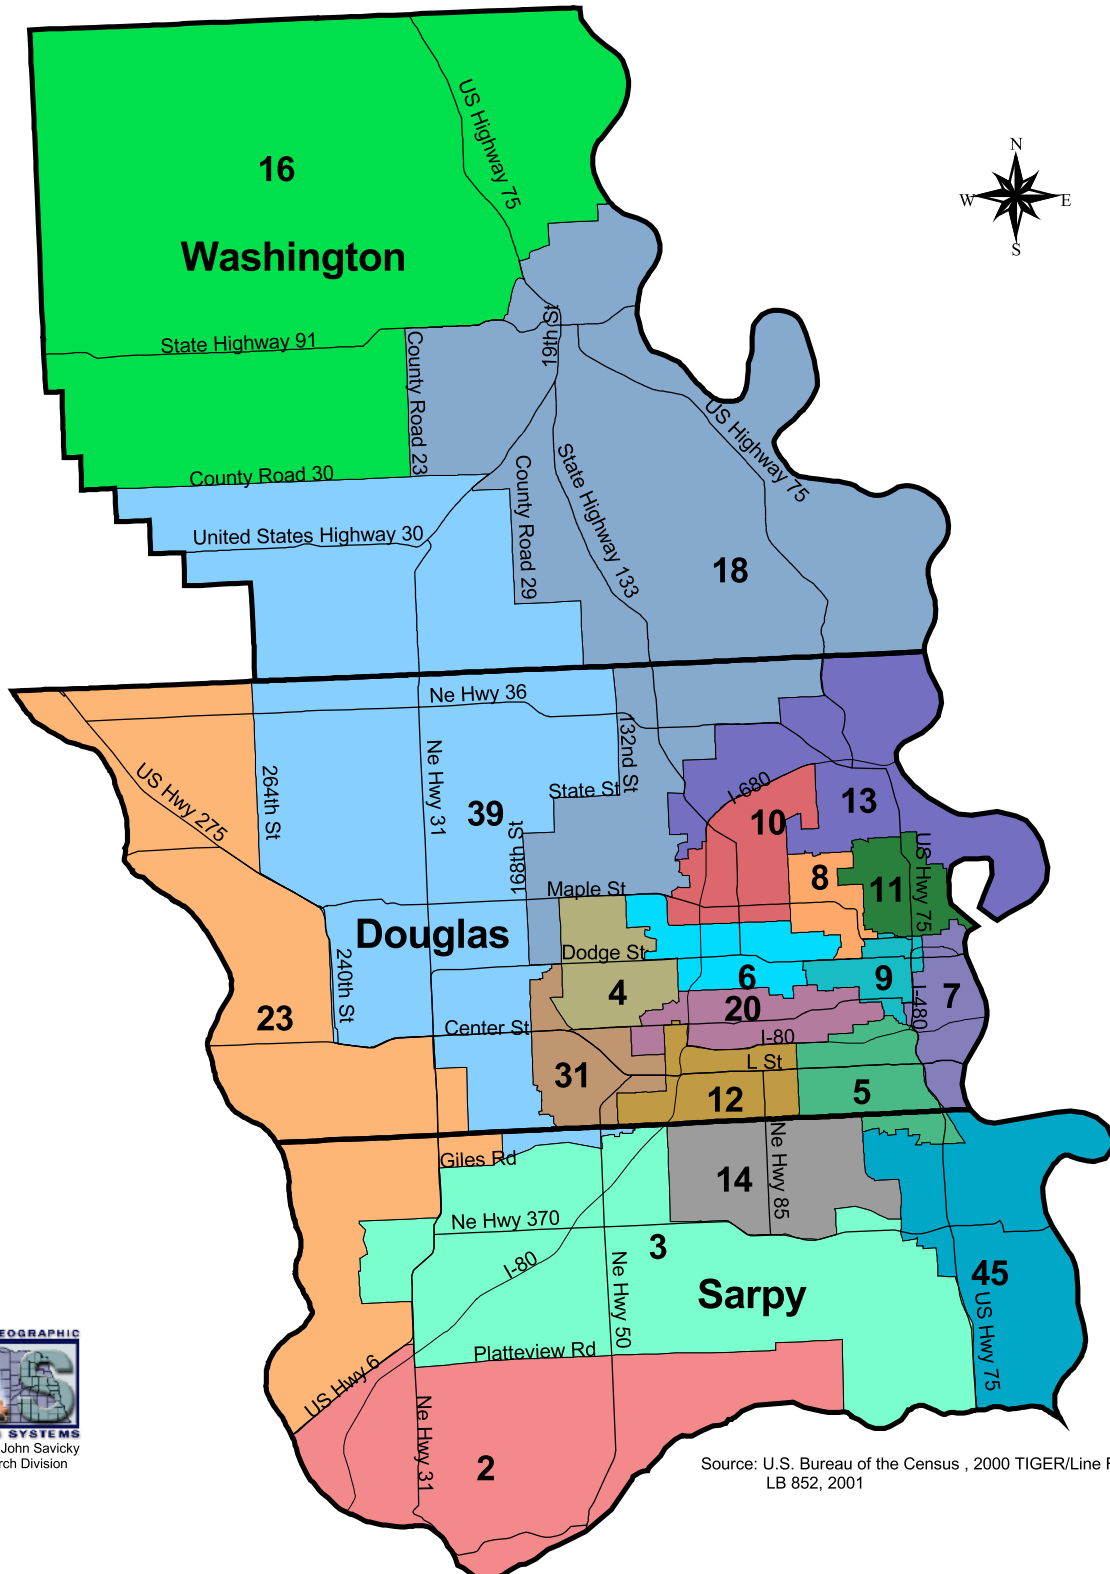 N
W
E
S
US Highway 75
16
Washington
19th St
State Highway 91
County Road 23
US Highway 75
County Road 30
State Highway 133
County Road 29
United States Highway 30
18
Ne Hwy 36
132nd St
US Hwy 275
264th St
Ne Hwy 31
State St
I-680
39
10
13
168th St
US Hwy 75
8
11
Maple St
Douglas
Dodge St
240th St
4
6
9
7
I-480
23
Center St
20
I-80
L St
31
12
5
Giles Rd
Ne Hwy 85
14
Ne Hwy 370
3
I-80
Ne Hwy 50
Sarpy
45
US Hwy 75
Platteview Rd
US Hwy 6
Ne Hwy 31
2
EOGRAPHIC
S
SYSTEMS
John Savicky
rch Division
Source: U.S. Bureau of the Census , 2000 TIGER/Line F
LB 852, 2001